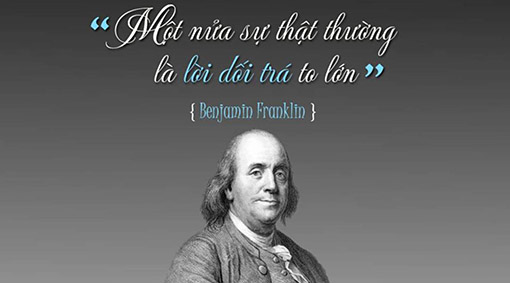 “Một nửa sự thật thường
là lời dối trá to lớn”
{ Benjamin Franklin }